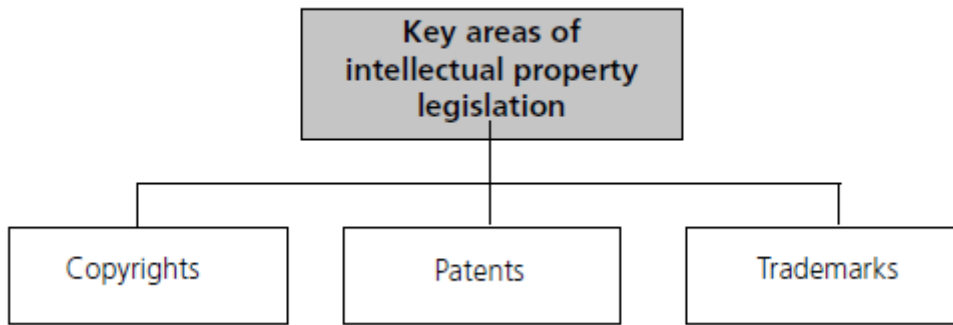 Key areas of
intellectual property
legislation
Copyrights
Patents
Trademarks